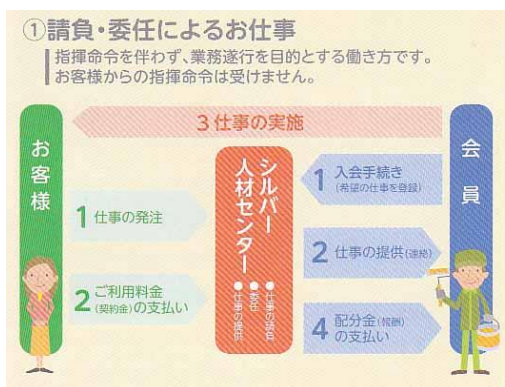 ①請負・委任によるお仕事
指揮命令を伴わず、業務遂行を目的とする働き方です。
お客様からの指揮命令は受けません。
3 仕事の実施
お客様
シルバー
人材センター
●仕事の請負
●委任
●仕事の提供
会員
1 仕事の発注
2 ご利用料金
(契約金)の支払い
1 入会手続き
(希望の仕事を登録)
2 仕事の提供(連絡)
4 配分金(報酬)
の支払い